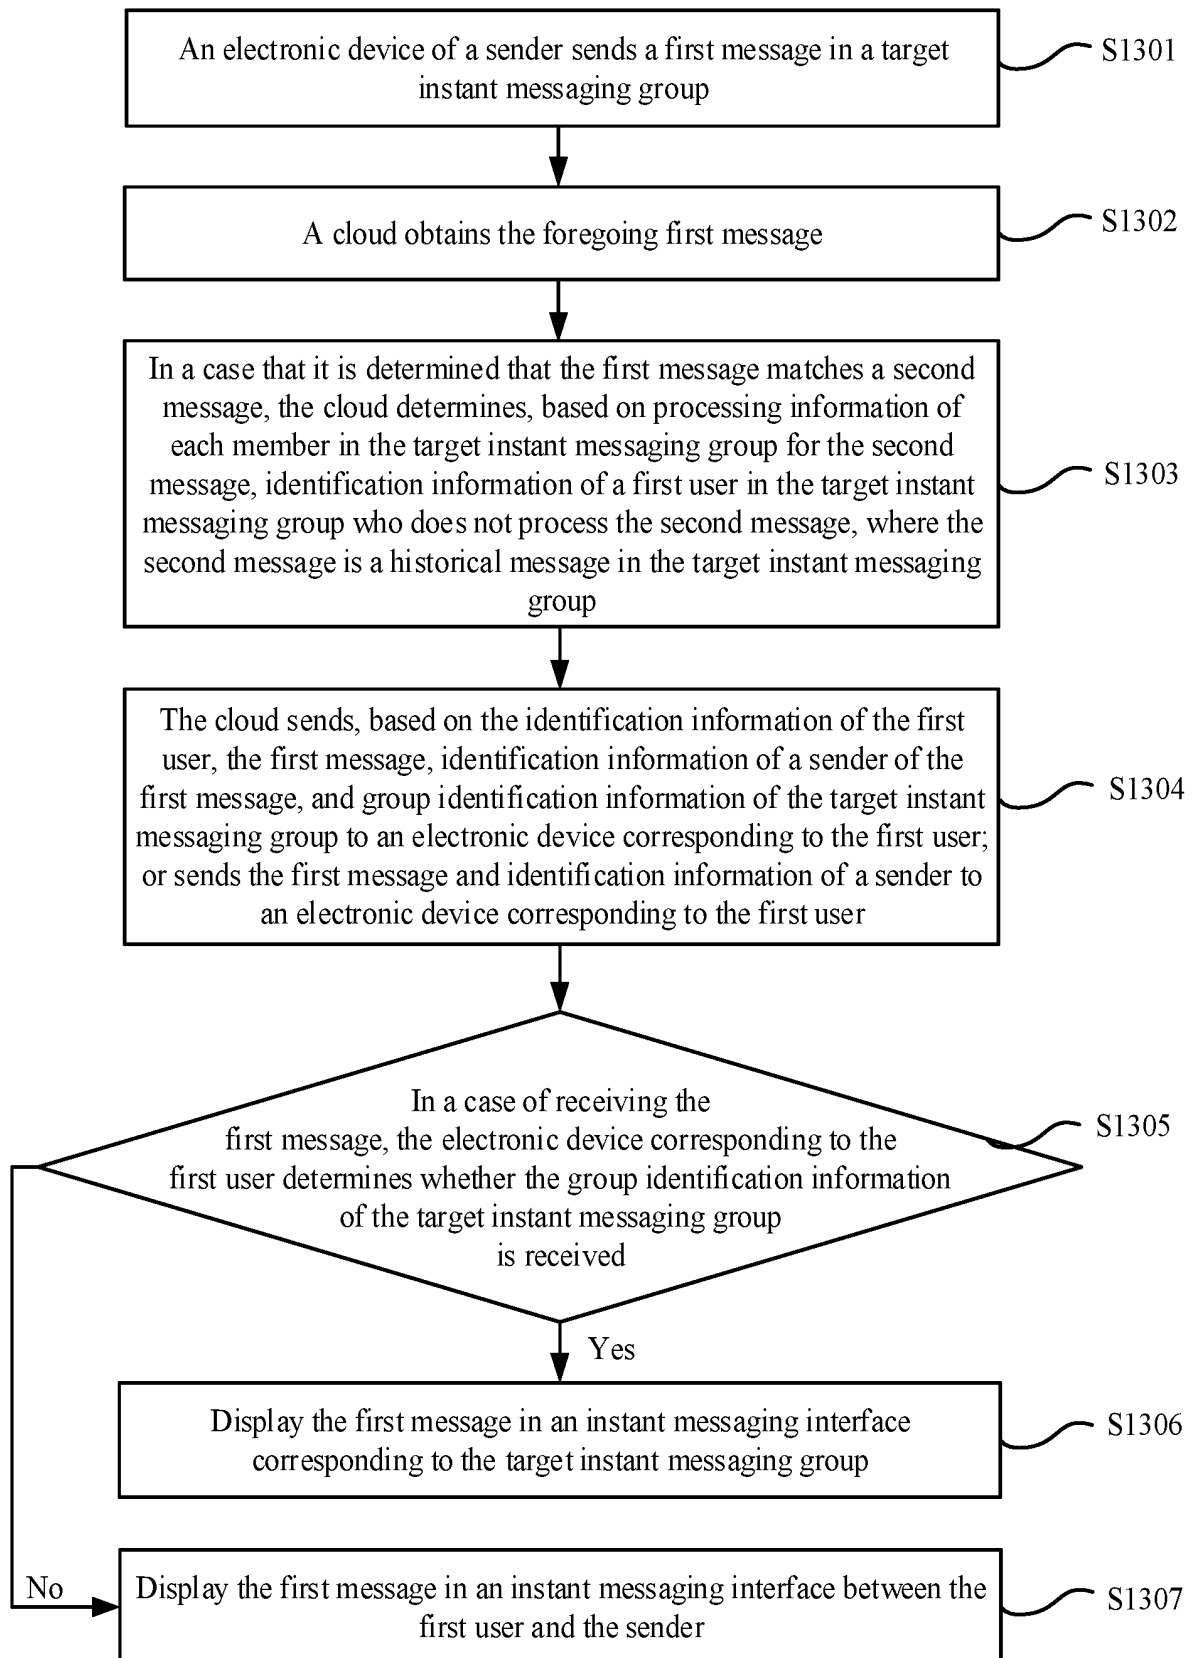 An electronic device of a sender sends a first message in a target
instant messaging group
S1301
A cloud obtains the foregoing first message
S1302
In a case that it is determined that the first message matches a second
message, the cloud determines, based on processing information of
each member in the target instant messaging group for the second
message, identification information of a first user in the target instant
messaging group who does not process the second message, where the
second message is a historical message in the target instant messaging
group
S1303
The cloud sends, based on the identification information of the first
user, the first message, identification information of a sender of the
first message, and group identification information of the target instant
messaging group to an electronic device corresponding to the first user;
or sends the first message and identification information of a sender to
an electronic device corresponding to the first user
S1304
In a case of receiving the
first message, the electronic device corresponding to the
first user determines whether the group identification information
of the target instant messaging group
is received
S1305
Yes
Display the first message in an instant messaging interface
corresponding to the target instant messaging group
S1306
No
Display the first message in an instant messaging interface between the
first user and the sender
S1307